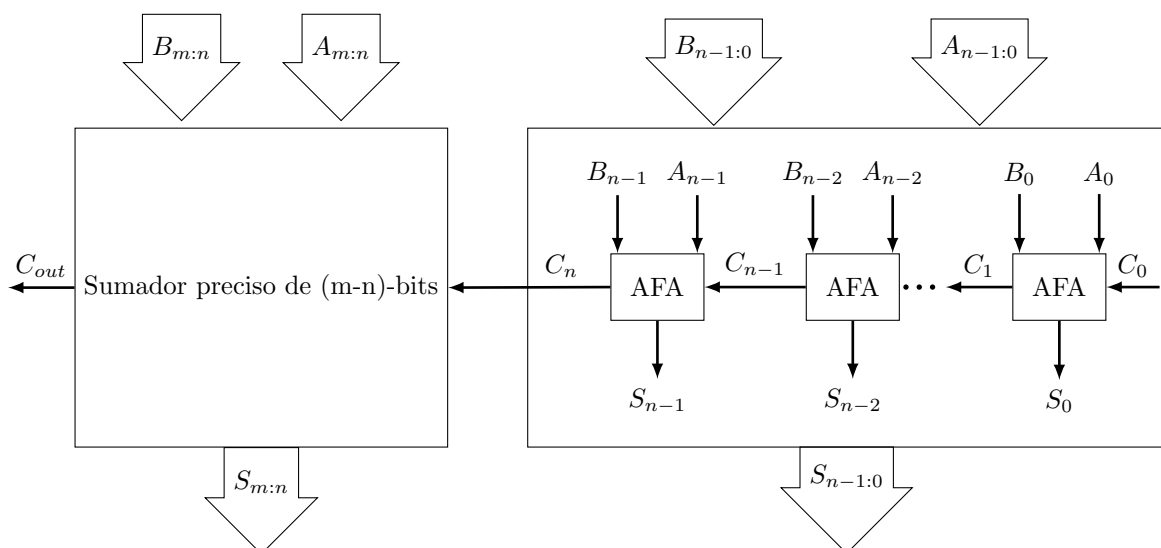 B_{m:n} A_{m:n} B_{n-1:0} A_{n-1:0}
B_{n-1} A_{n-1} B_{n-2} A_{n-2} B_0 A_0
C_{out} Sumador preciso de (m-n)-bits C_n AFA C_{n-1} AFA ... C_1 AFA C_0
S_{n-1} S_{n-2} S_0
S_{m:n} S_{n-1:0}